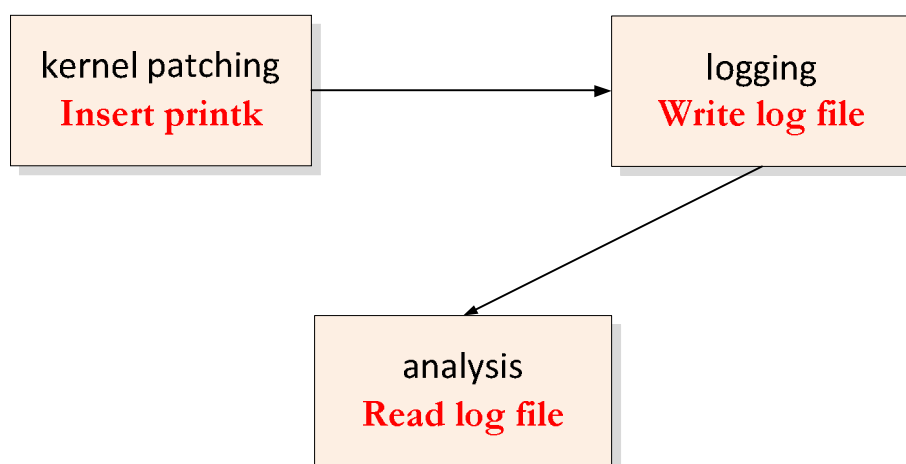 kernel patching
Insert printk
logging
Write log file
analysis
Read log file